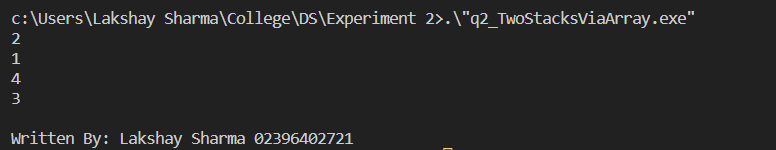 c:\Users\Lakshay Sharma\College\DS\Experiment 2>.\"q2_TwoStacksViaArray.exe"
2
1
4
3
Written By: Lakshay Sharma 02396402721